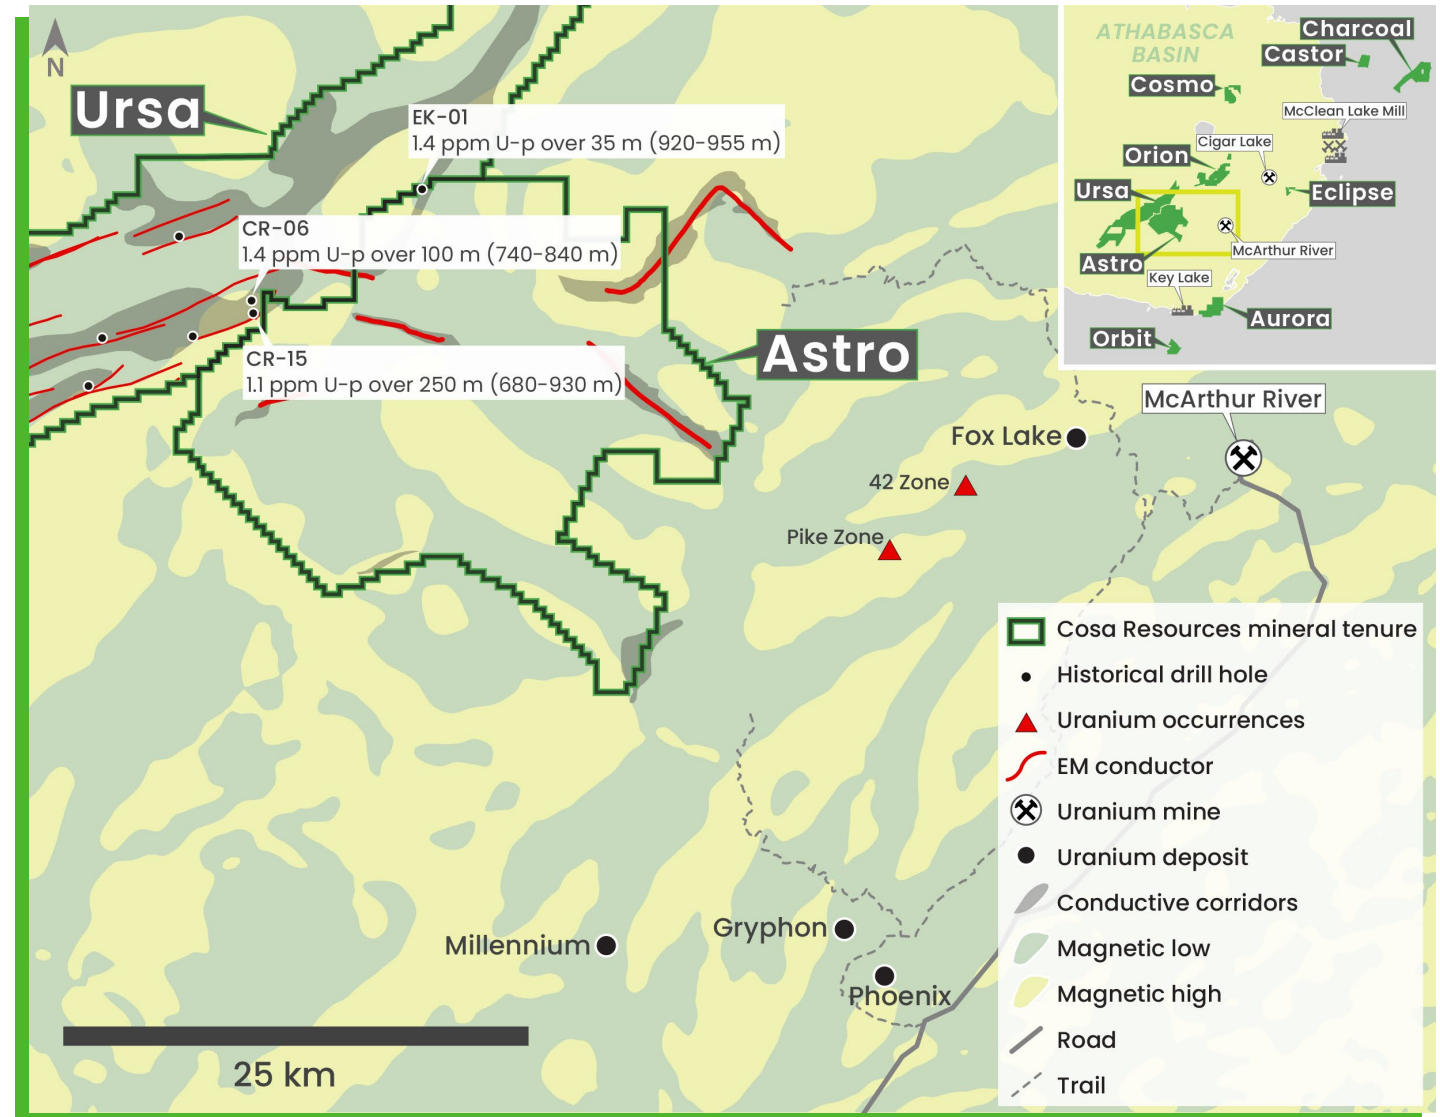 N
Ursa
EK-01
1.4 ppm U-p over 35 m (920-955 m)
CR-06
1.4 ppm U-p over 100 m (740-840 m)
CR-15
1.1 ppm U-p over 250 m (680-930 m)
Astro
McArthur River
Fox Lake
42 Zone
Pike Zone
Millennium
Gryphon
Phoenix
25 km
ATHABASCA
BASIN
Charcoal
Castor
Cosmo
McClean Lake Mill
Cigar Lake
Orion
Ursa
Eclipse
McArthur River
Astro
Key Lake
Aurora
Orbit
Cosa Resources mineral tenure
Historical drill hole
Uranium occurrences
EM conductor
Uranium mine
Uranium deposit
Conductive corridors
Magnetic low
Magnetic high
Road
Trail